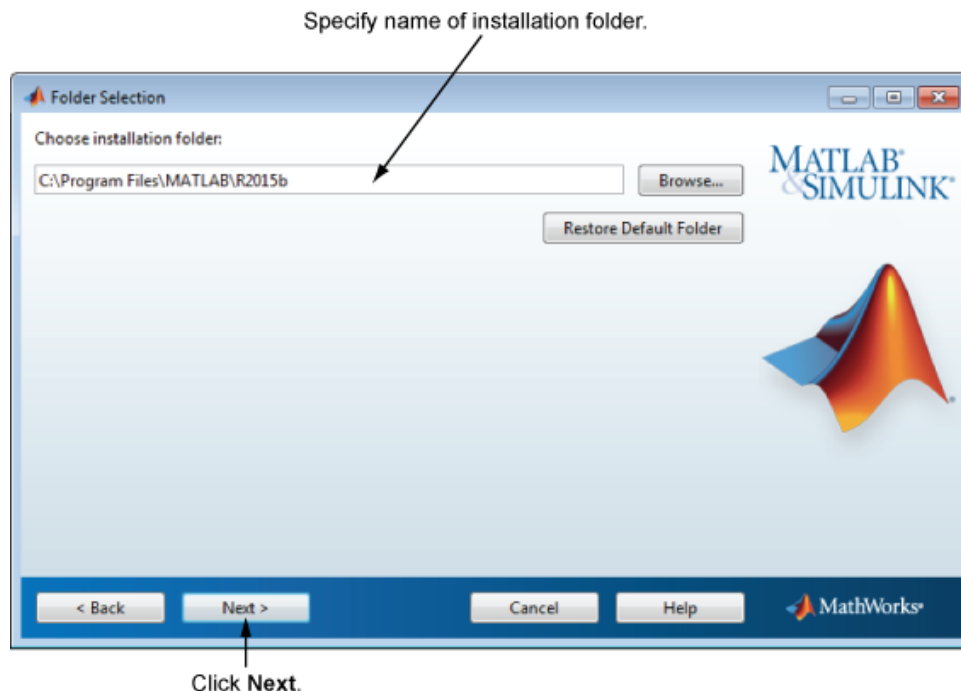 Specify name of installation folder.
Folder Selection
Choose installation folder:
C:\Program Files\MATLAB\R2015b
Browse...
Restore Default Folder
MATLAB®
&SIMULINK®
®
< Back
Next >
Cancel
Help
MathWorks®
Click Next.